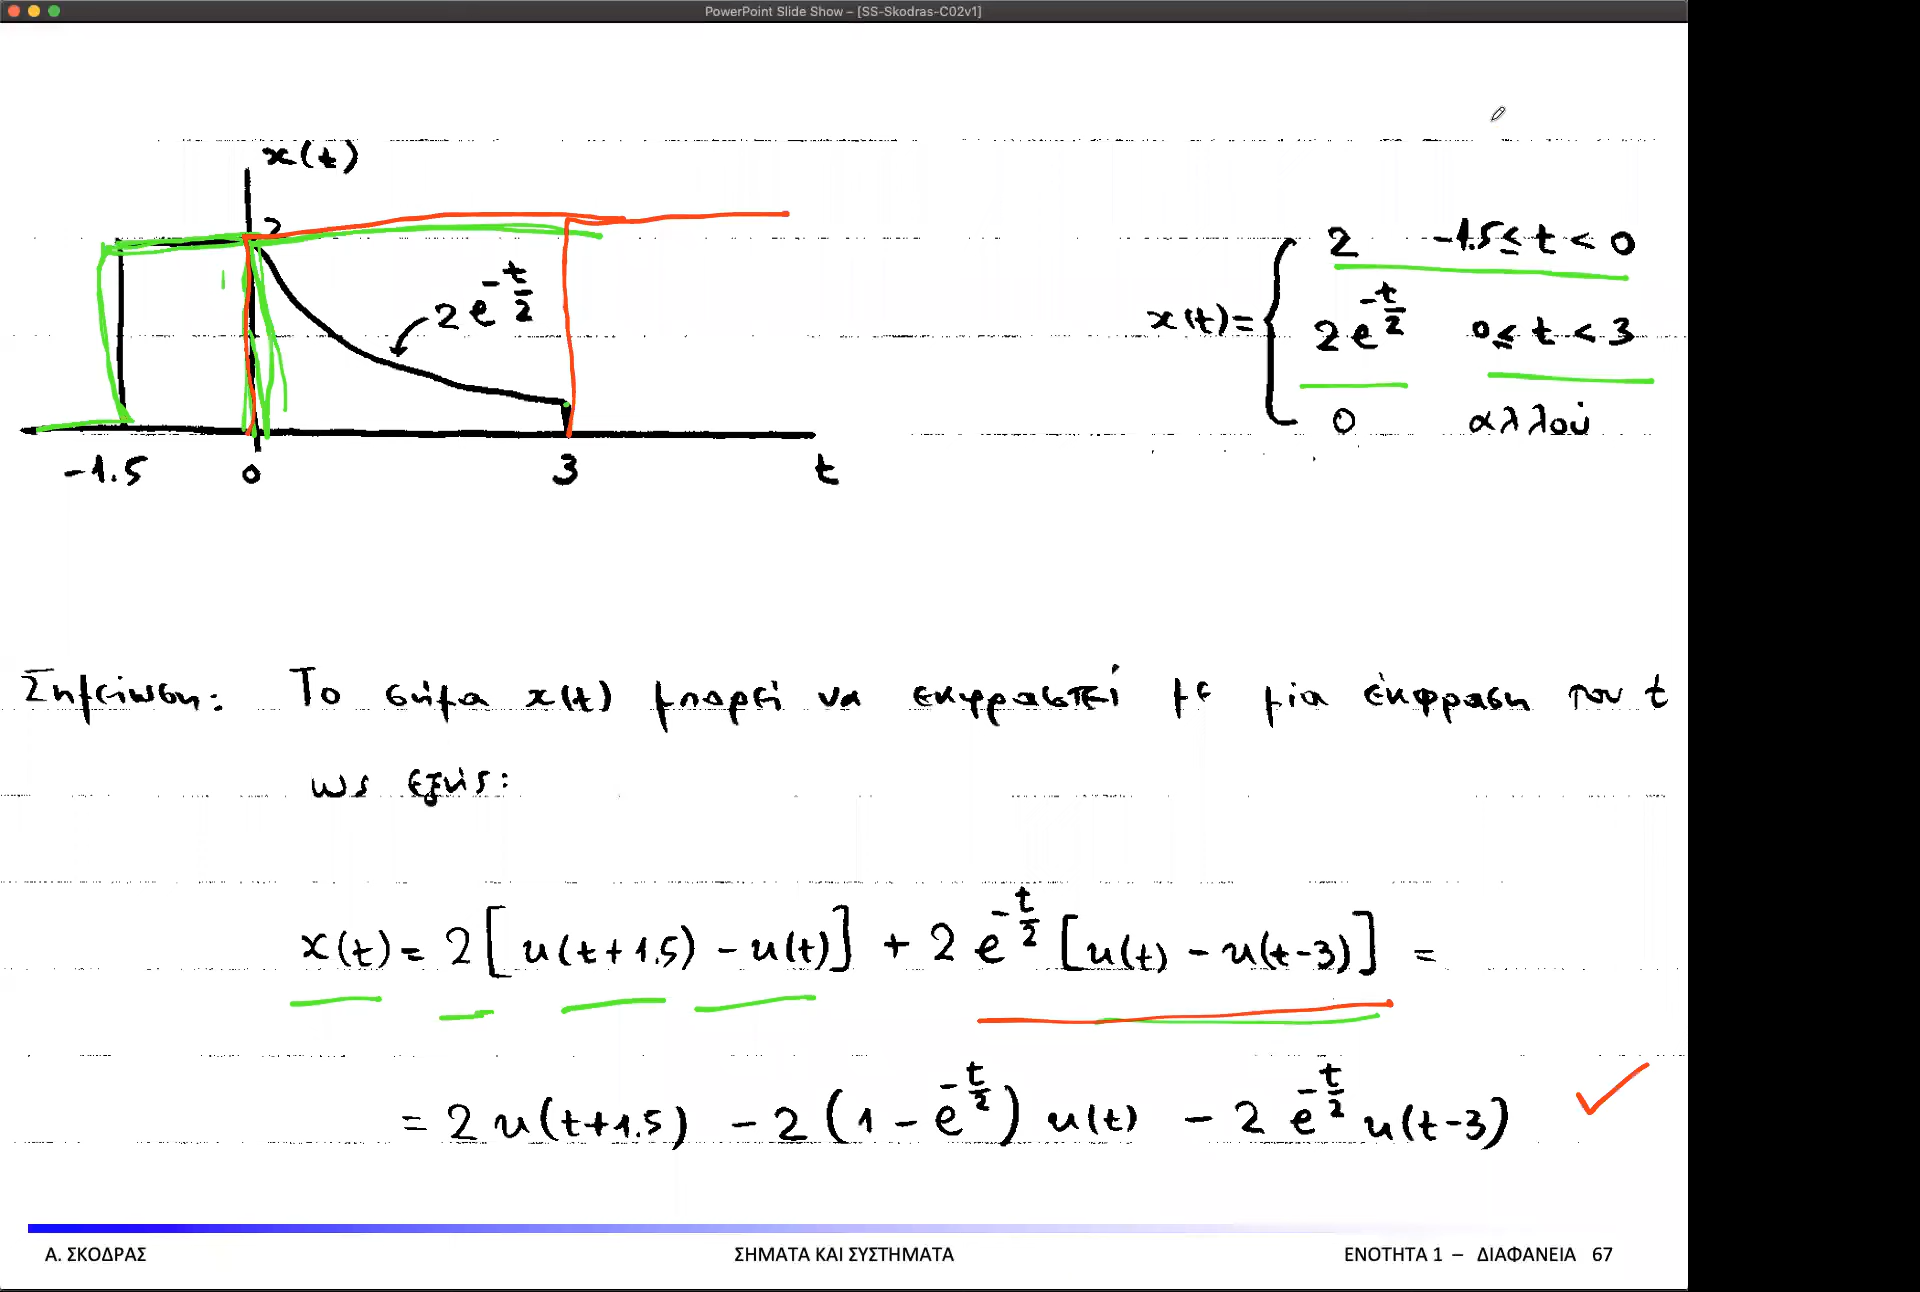 PowerPoint Slide Show – [SS-Skodras-C02v1]
x(t)
2
2e^{-t/2}
-1.5 0 3 t
x(t)= { 2 -1.5 ≤ t < 0
2e^{-t/2} 0 ≤ t < 3
0 αλλού
Σημείωση: Το σήμα x(t) μπορεί να εκφραστεί με μία έκφραση του t
ως εξής:
x(t) = 2[u(t+1.5) - u(t)] + 2e^{-t/2}[u(t) - u(t-3)] =
= 2u(t+1.5) - 2(1-e^{-t/2})u(t) - 2e^{-t/2}u(t-3)
Α. ΣΚΟΔΡΑΣ ΣΗΜΑΤΑ ΚΑΙ ΣΥΣΤΗΜΑΤΑ ΕΝΟΤΗΤΑ 1 – ΔΙΑΦΑΝΕΙΑ 67